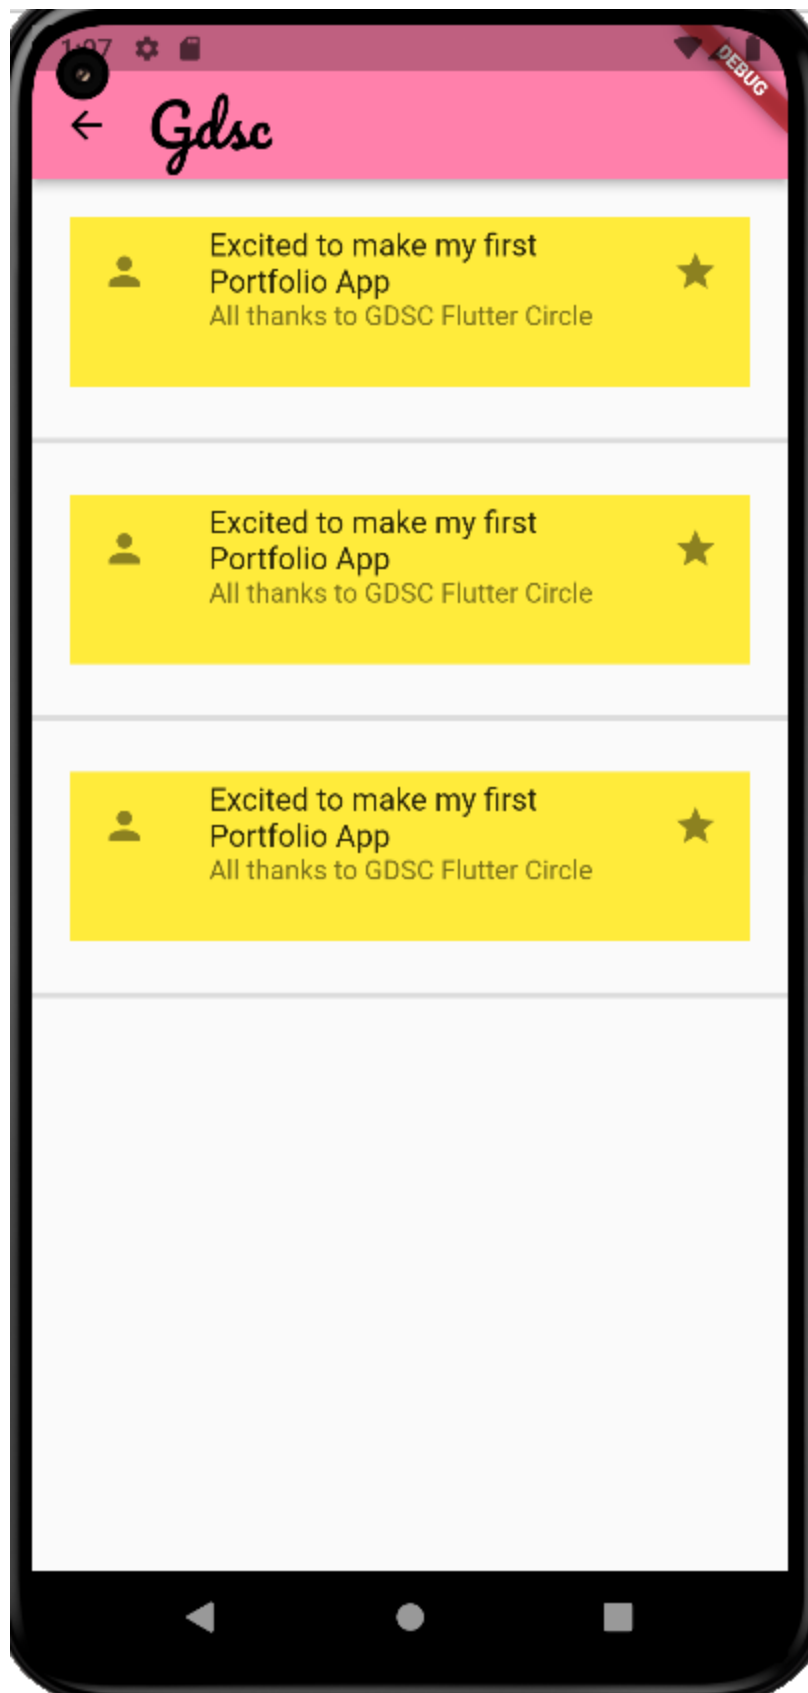 1:07
DEBUG
Gdsc
Excited to make my first
Portfolio App
All thanks to GDSC Flutter Circle
Excited to make my first
Portfolio App
All thanks to GDSC Flutter Circle
Excited to make my first
Portfolio App
All thanks to GDSC Flutter Circle